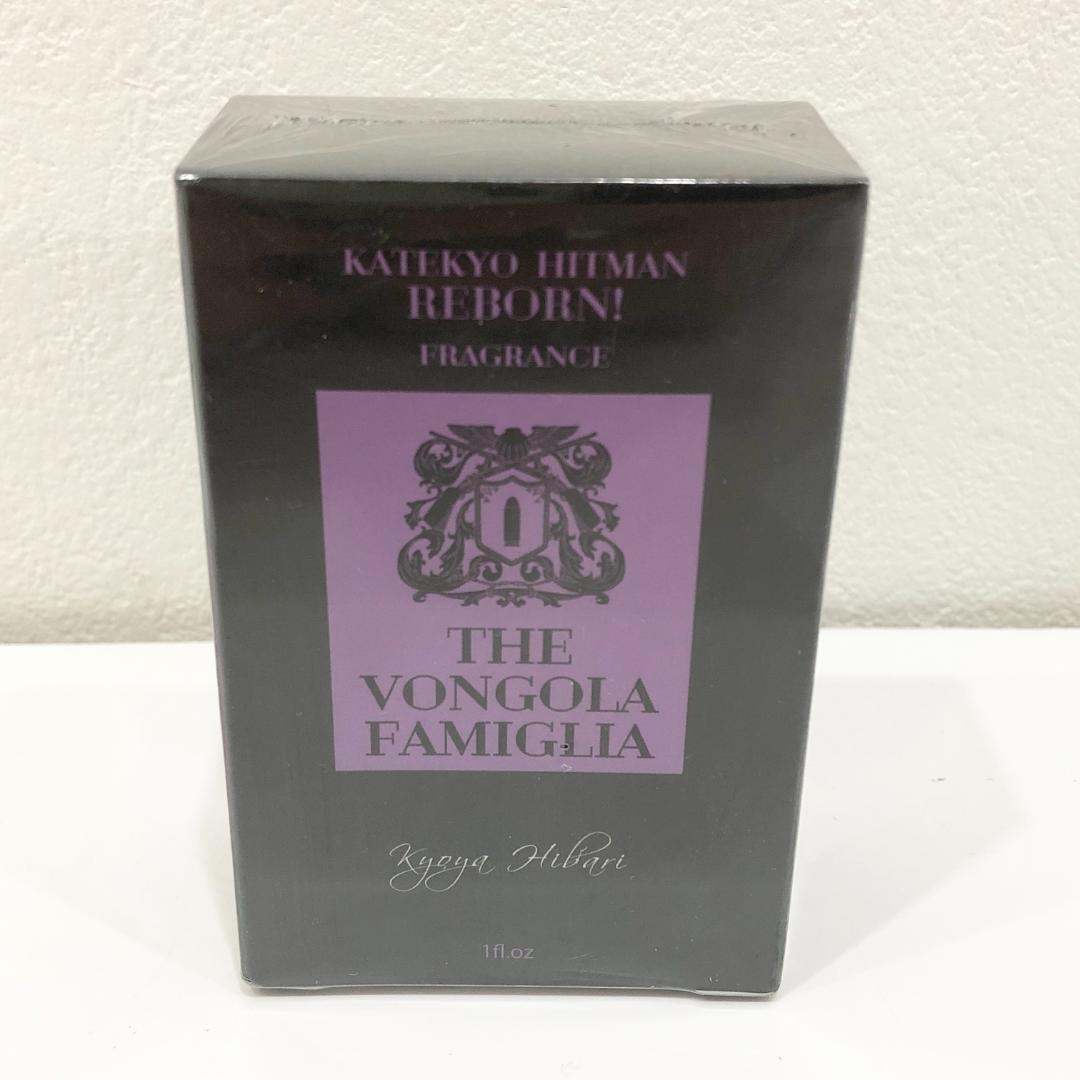 KATEKYO HITMAN
REBORN!
FRAGRANCE
THE
VONGOLA
FAMIGLIA
Kyoya Hibari
1fl.oz